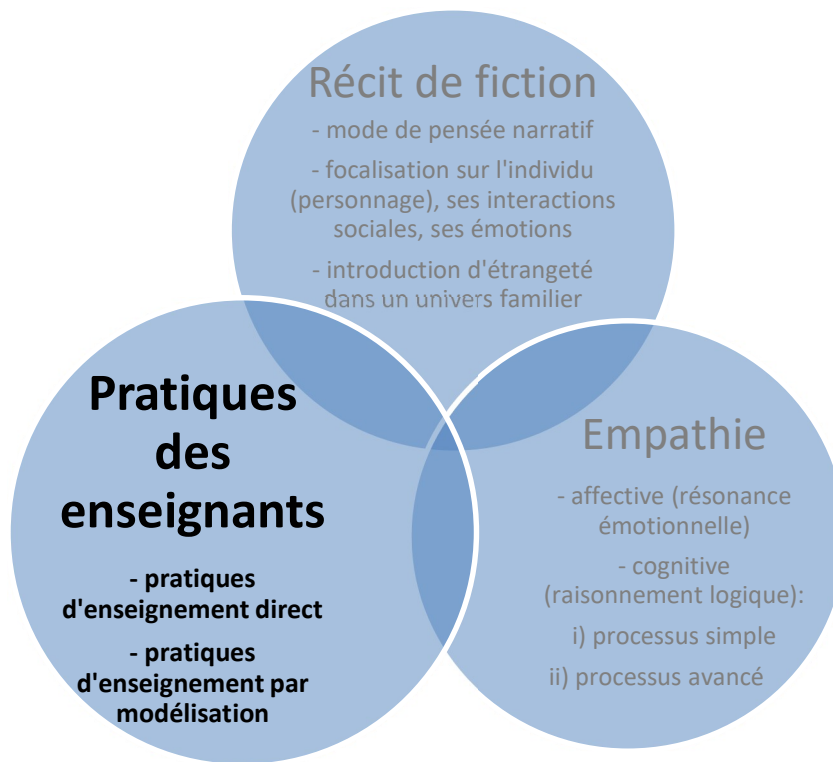 Récit de fiction
- mode de pensée narratif
- focalisation sur l'individu
(personnage), ses interactions
sociales, ses émotions
- introduction d'étrangeté
dans un univers familier
Pratiques
des
enseignants
- pratiques
d'enseignement direct
- pratiques
d'enseignement par
modélisation
Empathie
- affective (résonance
émotionnelle)
- cognitive
(raisonnement logique):
i) processus simple
ii) processus avancé